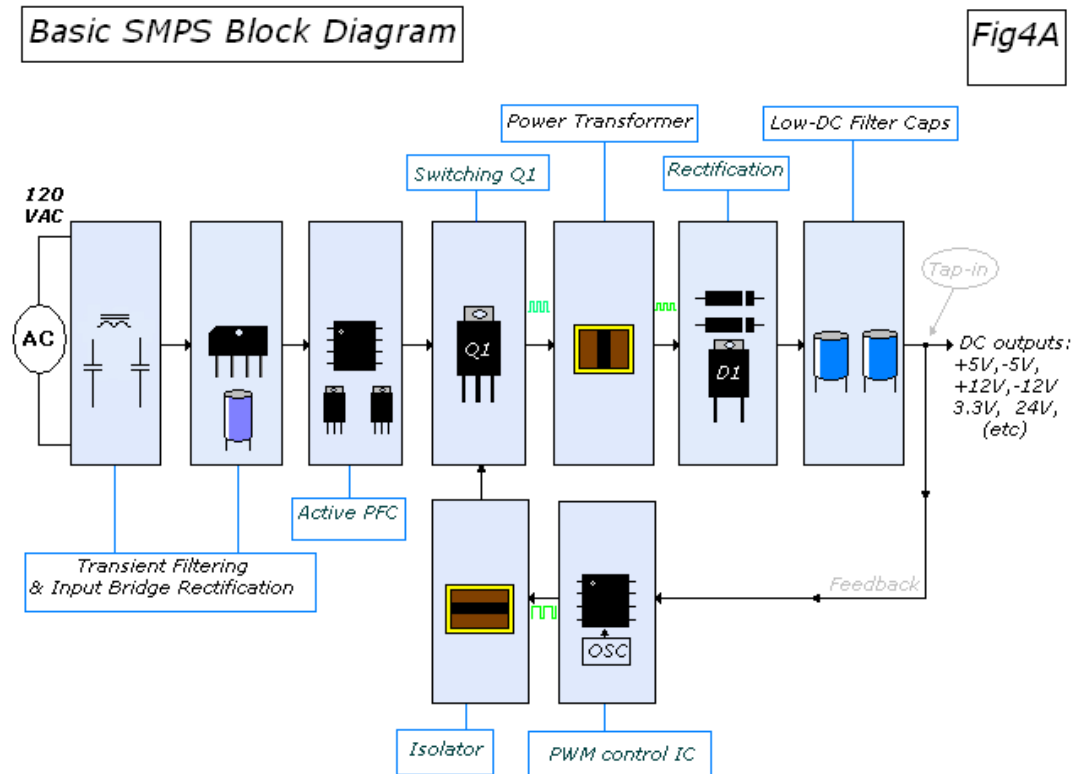 Basic SMPS Block Diagram
Fig4A
Power Transformer
Low-DC Filter Caps
Switching Q1
Rectification
120
VAC
AC
Q1
D1
Tap-in
DC outputs:
+5V,-5V,
+12V,-12V
3.3V, 24V,
(etc)
Active PFC
Transient Filtering
& Input Bridge Rectification
Feedback
OSC
Isolator
PWM control IC